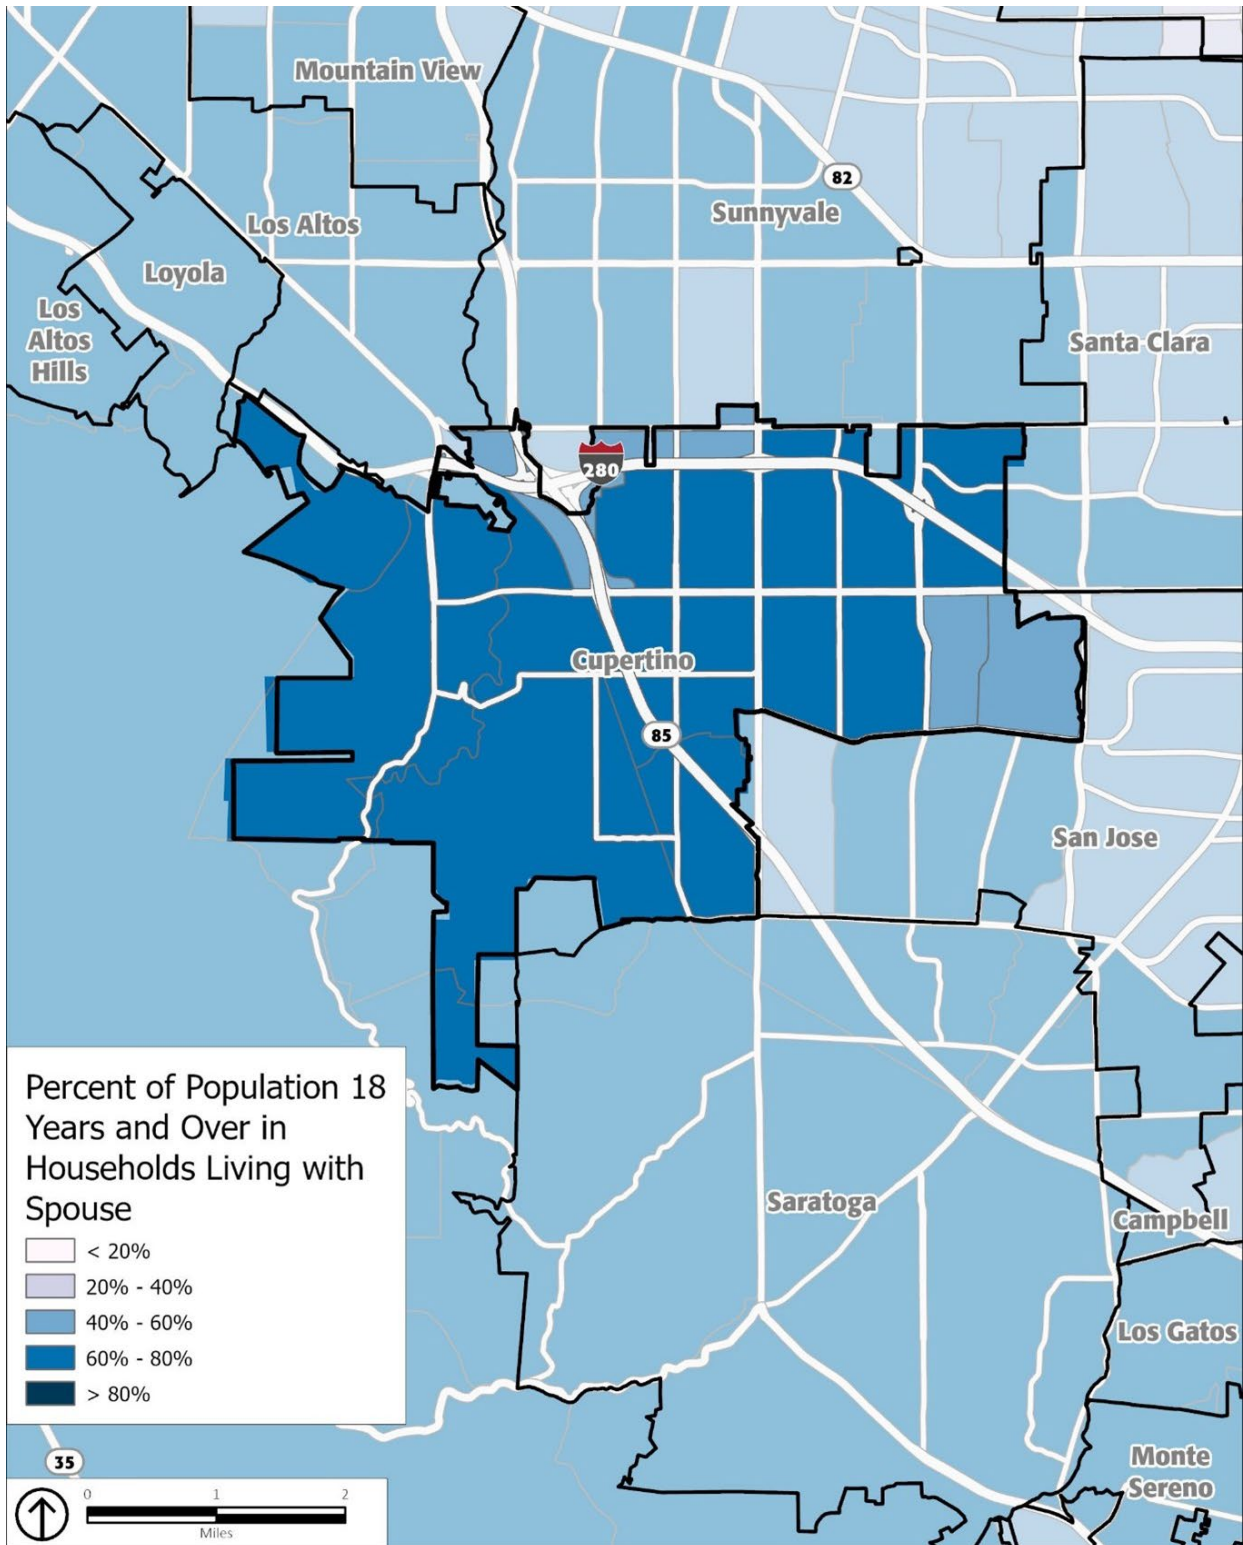 Mountain View
82
Sunnyvale
Los Altos
Loyola
Los
Altos
Hills
Santa Clara
280
Cupertino
85
San Jose
Percent of Population 18
Years and Over in
Households Living with
Spouse
< 20%
20% - 40%
40% - 60%
60% - 80%
> 80%
Saratoga
Campbell
Los Gatos
Monte
Sereno
35
0 1 2
Miles